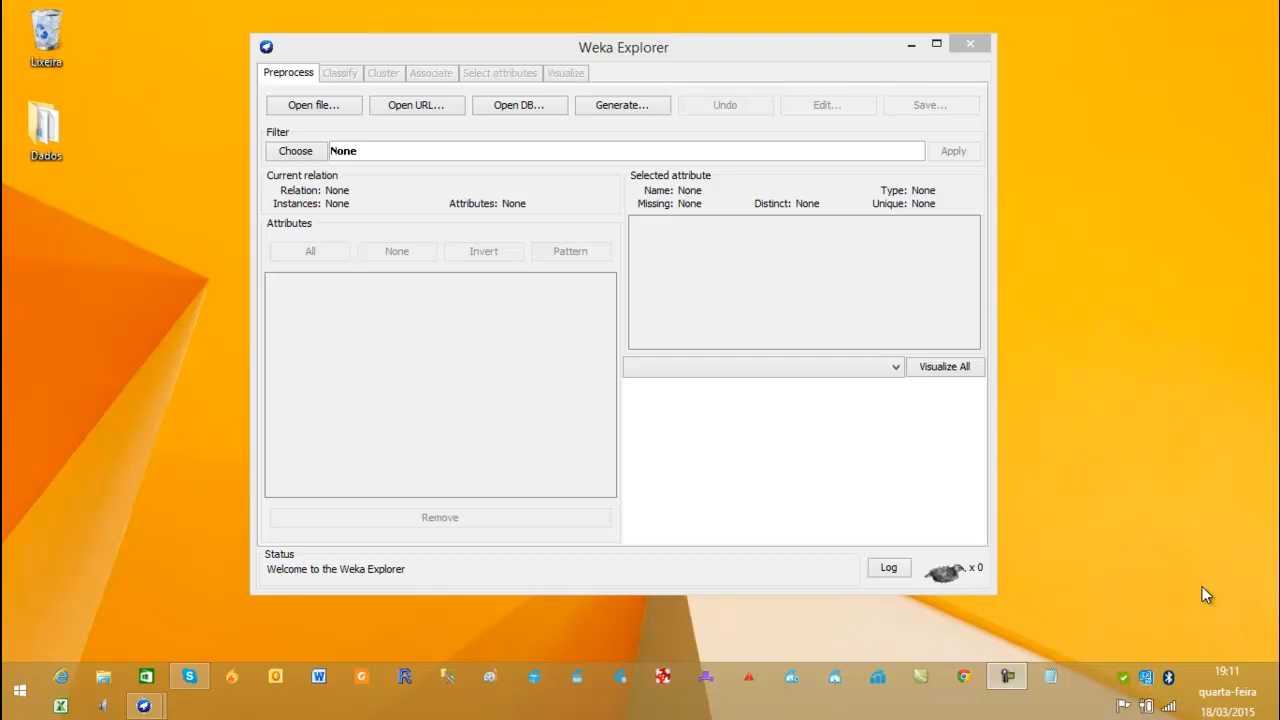 Lixeira
Dados
Weka Explorer
Preprocess Classify Cluster Associate Select attributes Visualize
Open file... Open URL... Open DB... Generate... Undo Edit... Save...
Filter
Choose None Apply
Current relation
Relation: None
Instances: None Attributes: None
Selected attribute
Name: None Type: None
Missing: None Distinct: None Unique: None
Attributes
All None Invert Pattern
Visualize All
Remove
Status
Welcome to the Weka Explorer
Log x 0
19:11
quarta-feira
18/03/2015